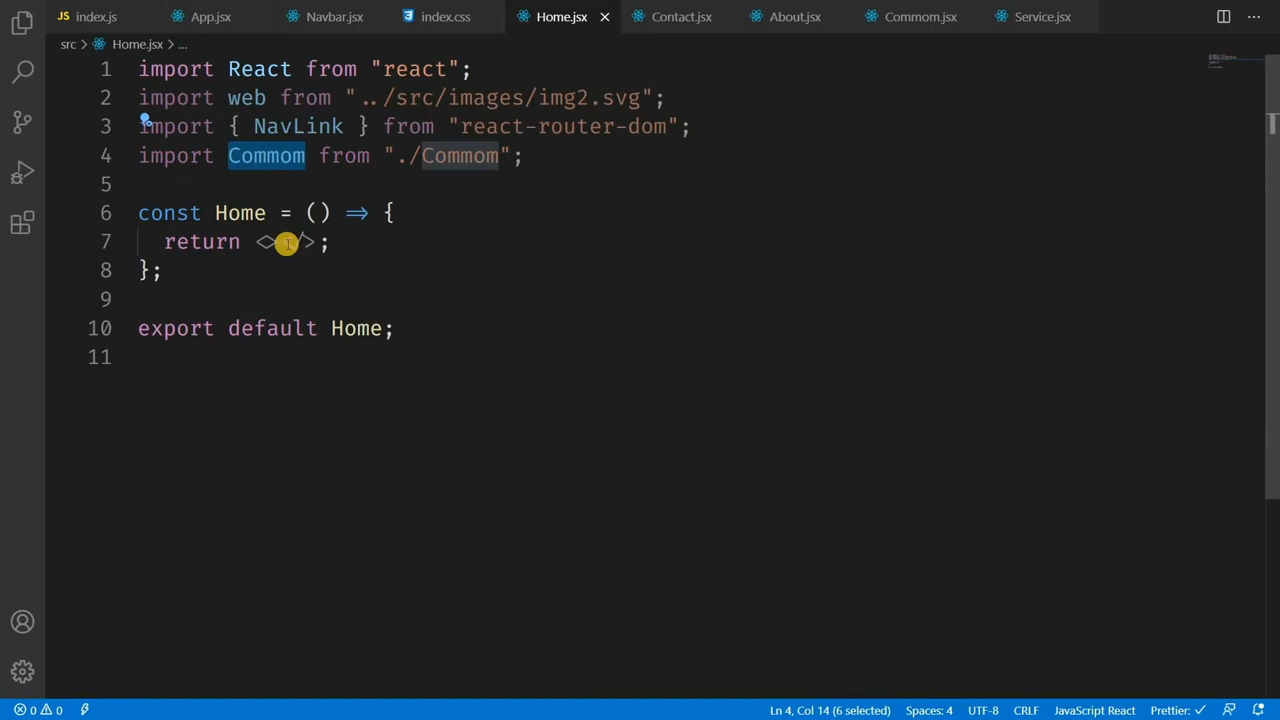 JS index.js App.jsx Navbar.jsx index.css Home.jsx Contact.jsx About.jsx Commom.jsx Service.jsx
src > Home.jsx > ...
1 import React from "react";
2 import web from "../src/images/img2.svg";
3 import { NavLink } from "react-router-dom";
4 import Commom from "./Commom";
5
6 const Home = () => {
7 return <></>;
8 };
9
10 export default Home;
11
0 0 Ln 4, Col 14 (6 selected) Spaces: 4 UTF-8 CRLF JavaScript React Prettier: